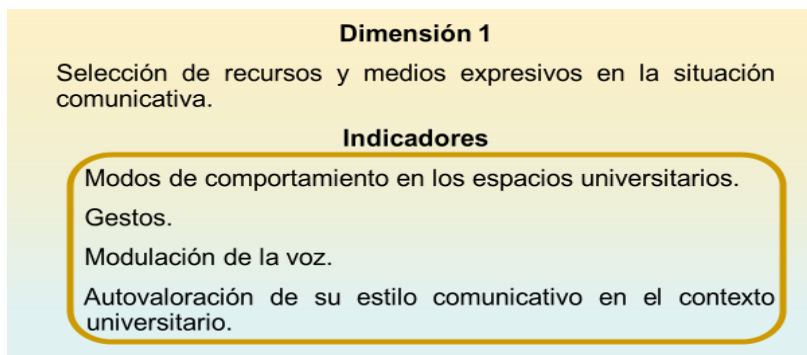 Dimensión 1
Selección de recursos y medios expresivos en la situación
comunicativa.
Indicadores
Modos de comportamiento en los espacios universitarios.
Gestos.
Modulación de la voz.
Autovaloración de su estilo comunicativo en el contexto
universitario.